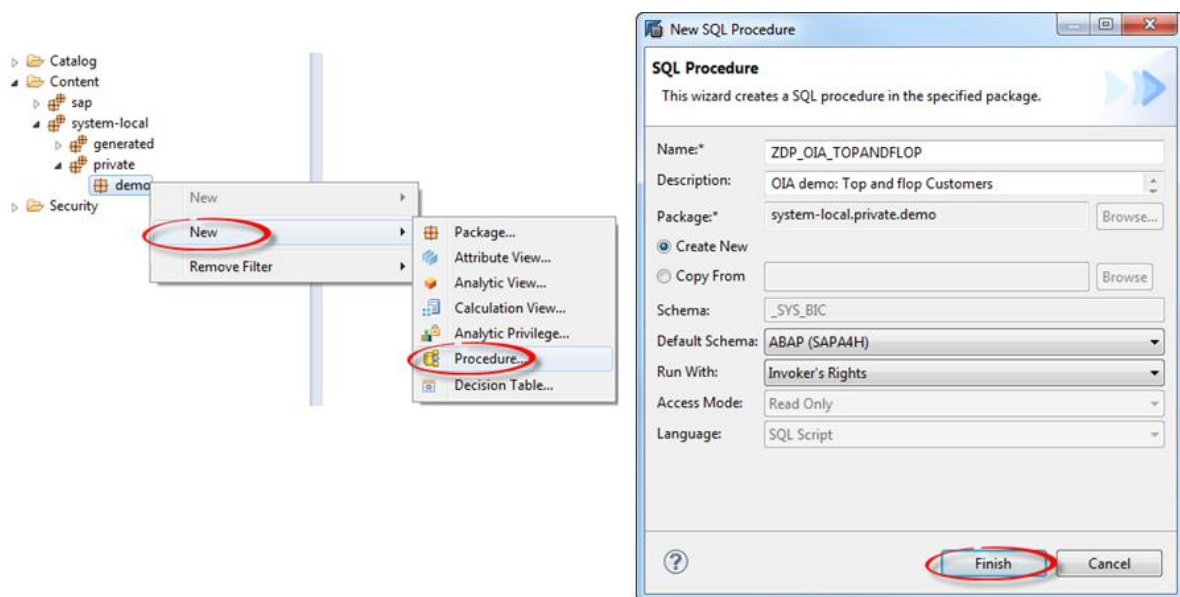 Catalog
Content
sap
system-local
generated
private
demo
Security
New
New
Remove Filter
Package...
Attribute View...
Analytic View...
Calculation View...
Analytic Privilege...
Procedure...
Decision Table...
New SQL Procedure
SQL Procedure
This wizard creates a SQL procedure in the specified package.
Name:* ZDP_OIA_TOPANDFLOP
Description: OIA demo: Top and flop Customers
Package:* system-local.private.demo Browse...
Create New
Copy From Browse
Schema: _SYS_BIC
Default Schema: ABAP (SAPA4H)
Run With: Invoker's Rights
Access Mode: Read Only
Language: SQL Script
? Finish Cancel